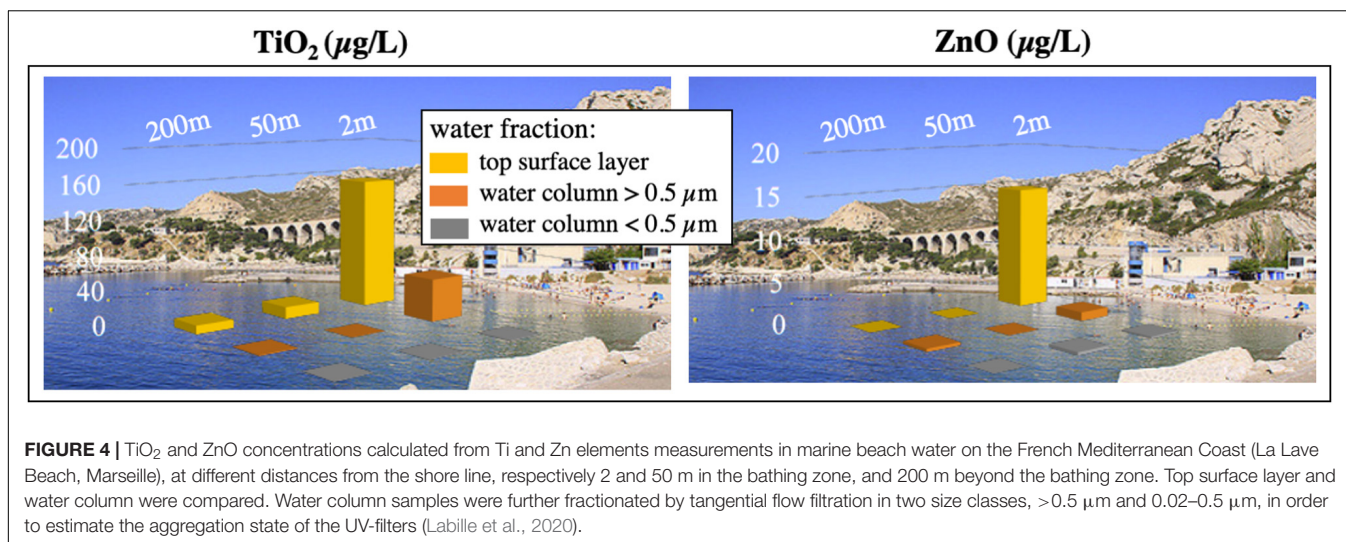 TiO₂ (µg/L)
ZnO (µg/L)
200m 50m 2m
200
160
120
80
40
0
water fraction:
top surface layer
water column > 0.5 µm
water column < 0.5 µm
200m 50m 2m
20
15
10
5
0
FIGURE 4 | TiO₂ and ZnO concentrations calculated from Ti and Zn elements measurements in marine beach water on the French Mediterranean Coast (La Lave
Beach, Marseille), at different distances from the shore line, respectively 2 and 50 m in the bathing zone, and 200 m beyond the bathing zone. Top surface layer and
water column were compared. Water column samples were further fractionated by tangential flow filtration in two size classes, >0.5 µm and 0.02–0.5 µm, in order
to estimate the aggregation state of the UV-filters (Labille et al., 2020).